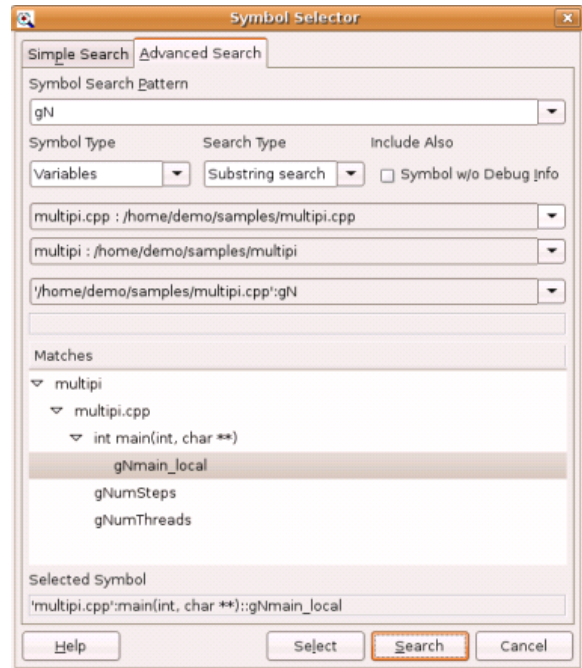 Symbol Selector
Simple Search Advanced Search
Symbol Search Pattern
gN
Symbol Type Search Type Include Also
Variables Substring search Symbol w/o Debug Info
multipi.cpp : /home/demo/samples/multipi.cpp
multipi : /home/demo/samples/multipi
'/home/demo/samples/multipi.cpp':gN
Matches
multipi
multipi.cpp
int main(int, char **)
gNmain_local
gNumSteps
gNumThreads
Selected Symbol
'multipi.cpp':main(int, char **)::gNmain_local
Help Select Search Cancel